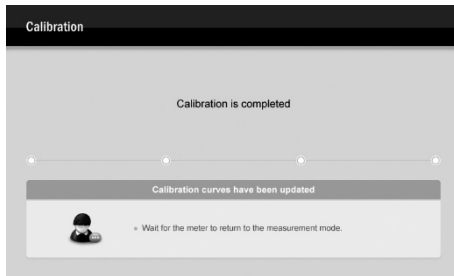 Calibration
Calibration is completed
Calibration curves have been updated
Wait for the meter to return to the measurement mode.